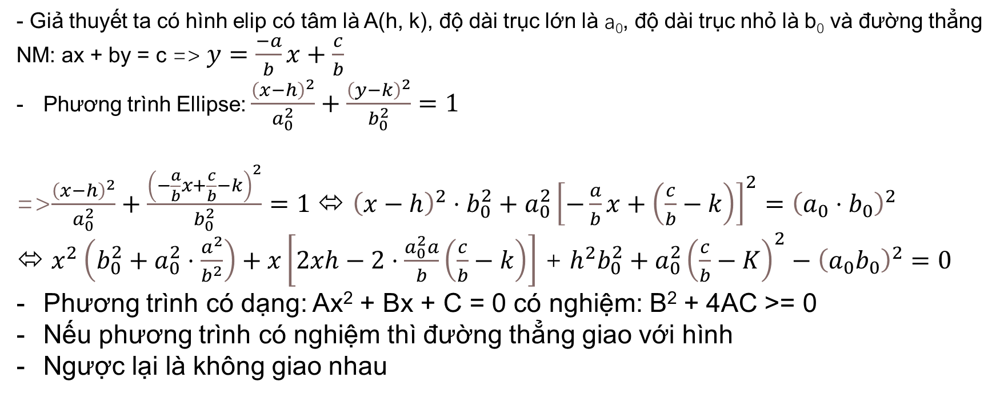 - Giả thuyết ta có hình elip có tâm là A(h, k), độ dài trục lớn là a₀, độ dài trục nhỏ là b₀ và đường thẳng
NM: ax + by = c => y = \frac{-a}{b}x + \frac{c}{b}
- Phương trình Ellipse: \frac{(x-h)^2}{a_0^2} + \frac{(y-k)^2}{b_0^2} = 1
=> \frac{(x-h)^2}{a_0^2} + \frac{\left(-\frac{a}{b}x+\frac{c}{b}-k\right)^2}{b_0^2} = 1 ⇔ (x - h)^2 · b_0^2 + a_0^2 \left[-\frac{a}{b}x + \left(\frac{c}{b} - k\right)\right]^2 = (a_0 · b_0)^2
⇔ x^2 \left(b_0^2 + a_0^2 · \frac{a^2}{b^2}\right) + x \left[2xh - 2 · \frac{a_0^2 a}{b}\left(\frac{c}{b} - k\right)\right] + h^2 b_0^2 + a_0^2 \left(\frac{c}{b} - K\right)^2 - (a_0 b_0)^2 = 0
- Phương trình có dạng: Ax² + Bx + C = 0 có nghiệm: B² + 4AC >= 0
- Nếu phương trình có nghiệm thì đường thẳng giao với hình
- Ngược lại là không giao nhau